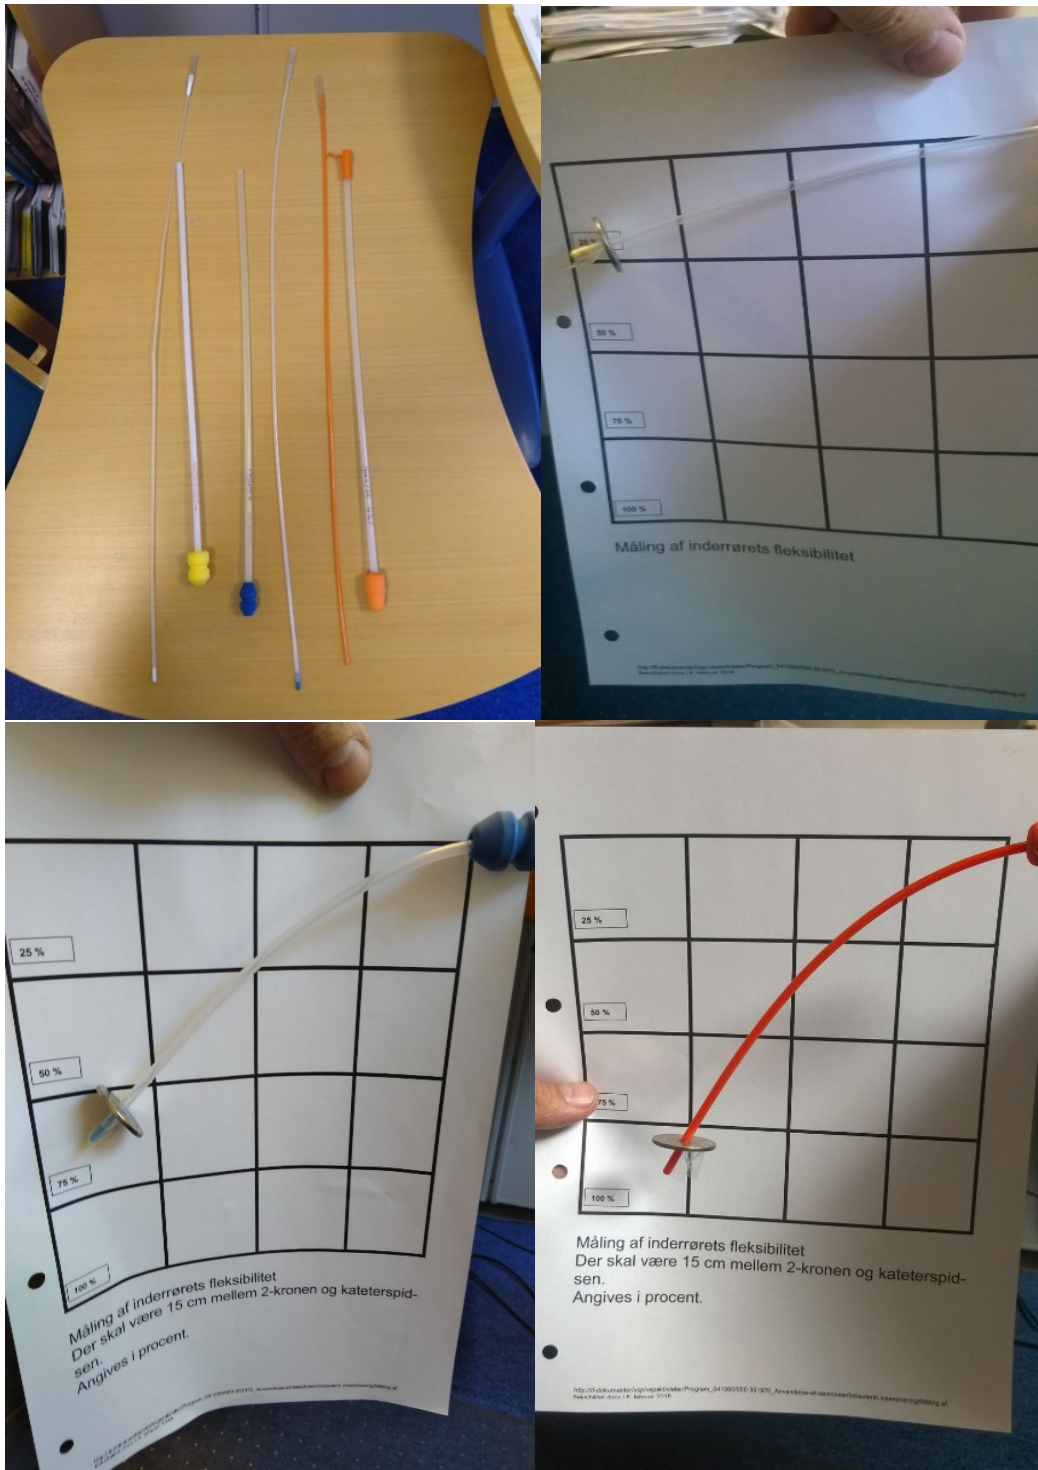 25 %
50 %
75 %
100 %
Måling af inderrørets fleksibilitet
25 %
50 %
75 %
100 %
Måling af inderrørets fleksibilitet
Der skal være 15 cm mellem 2-kronen og kateterspid-
sen.
Angives i procent.
25 %
50 %
75 %
100 %
Måling af inderrørets fleksibilitet
Der skal være 15 cm mellem 2-kronen og kateterspid-
sen.
Angives i procent.